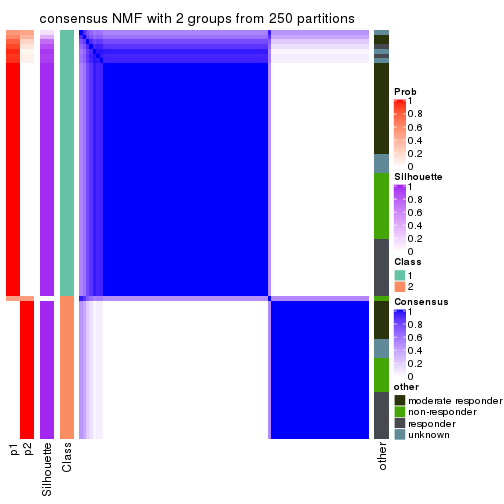 consensus NMF with 2 groups from 250 partitions
Prob
1
0.8
0.6
0.4
0.2
0
Silhouette
1
0.8
0.6
0.4
0.2
0
Class
1
2
Consensus
1
0.8
0.6
0.4
0.2
0
other
moderate responder
non-responder
responder
unknown
p1
p2
Silhouette
Class
other